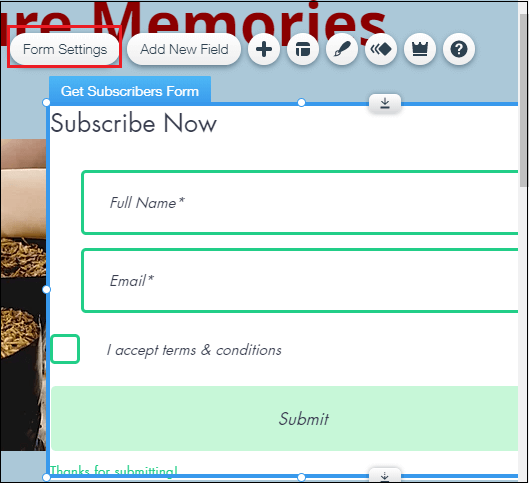 ure Memories
Form Settings
Add New Field
?
Get Subscribers Form
Subscribe Now
Full Name*
Email*
I accept terms & conditions
Submit
Thanks for submitting!